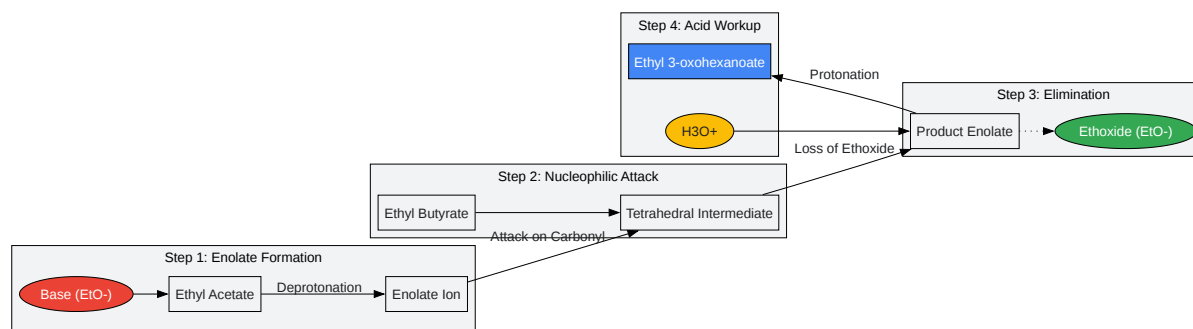 Step 4: Acid Workup
Ethyl 3-oxohexanoate
Protonation
H3O+
Step 3: Elimination
Product Enolate
Ethoxide (EtO-)
Loss of Ethoxide
Step 2: Nucleophilic Attack
Ethyl Butyrate
Tetrahedral Intermediate
Attack on Carbonyl
Step 1: Enolate Formation
Base (EtO-)
Ethyl Acetate
Deprotonation
Enolate Ion